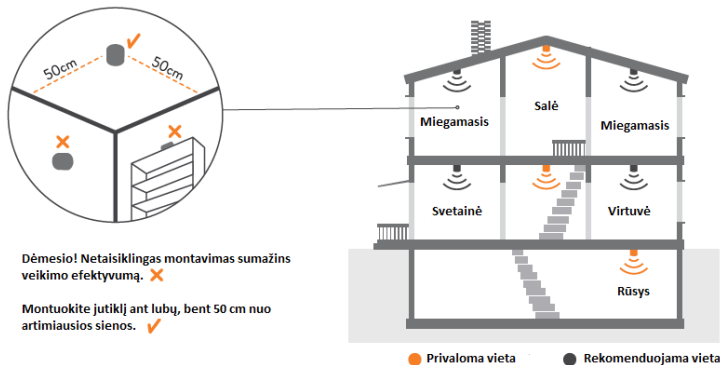 50cm
50cm
Miegamasis
Salė
Miegamasis
Svetainė
Virtuvė
Rūsys
Dėmesio! Netaisiklingas montavimas sumažins
veikimo efektyvumą.
Montuokite jutiklį ant lubų, bent 50 cm nuo
artimiausios sienos.
Privaloma vieta
Rekomenduojama vieta